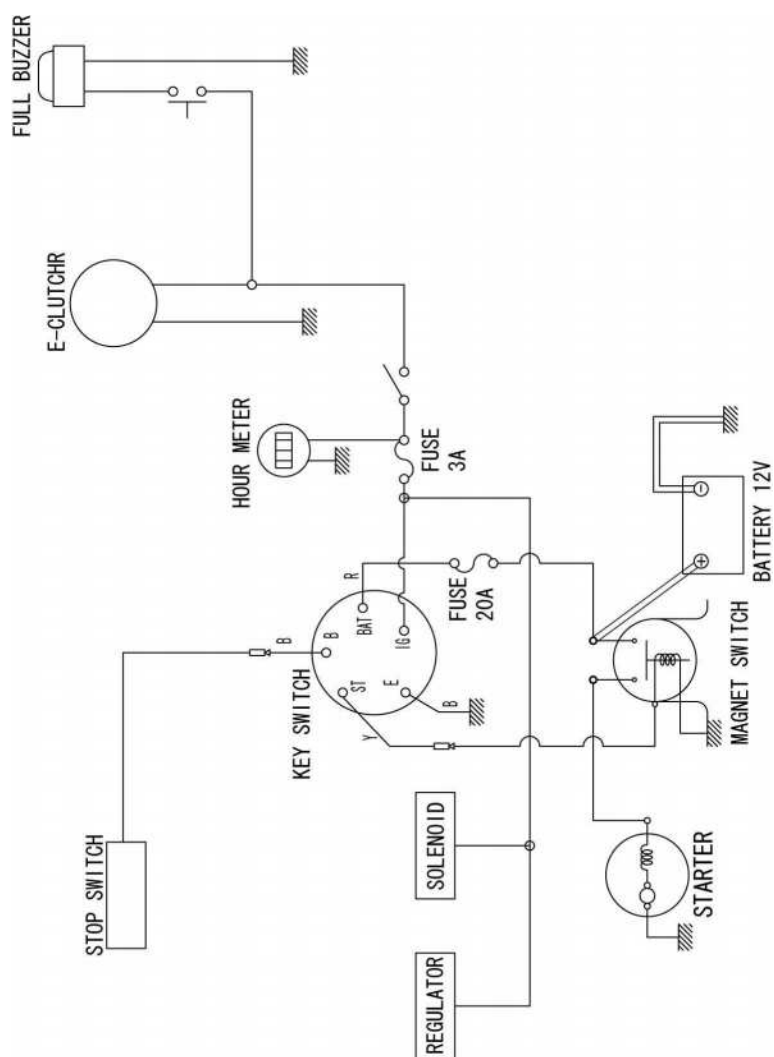 FULL BUZZER
E-CLUTCHR
HOUR METER
FUSE
3A
R
FUSE
20A
BATTERY 12V
+
-
B
B
BAT
IG
ST
E
B
Y
KEY SWITCH
MAGNET SWITCH
STOP SWITCH
SOLENOID
STARTER
REGULATOR